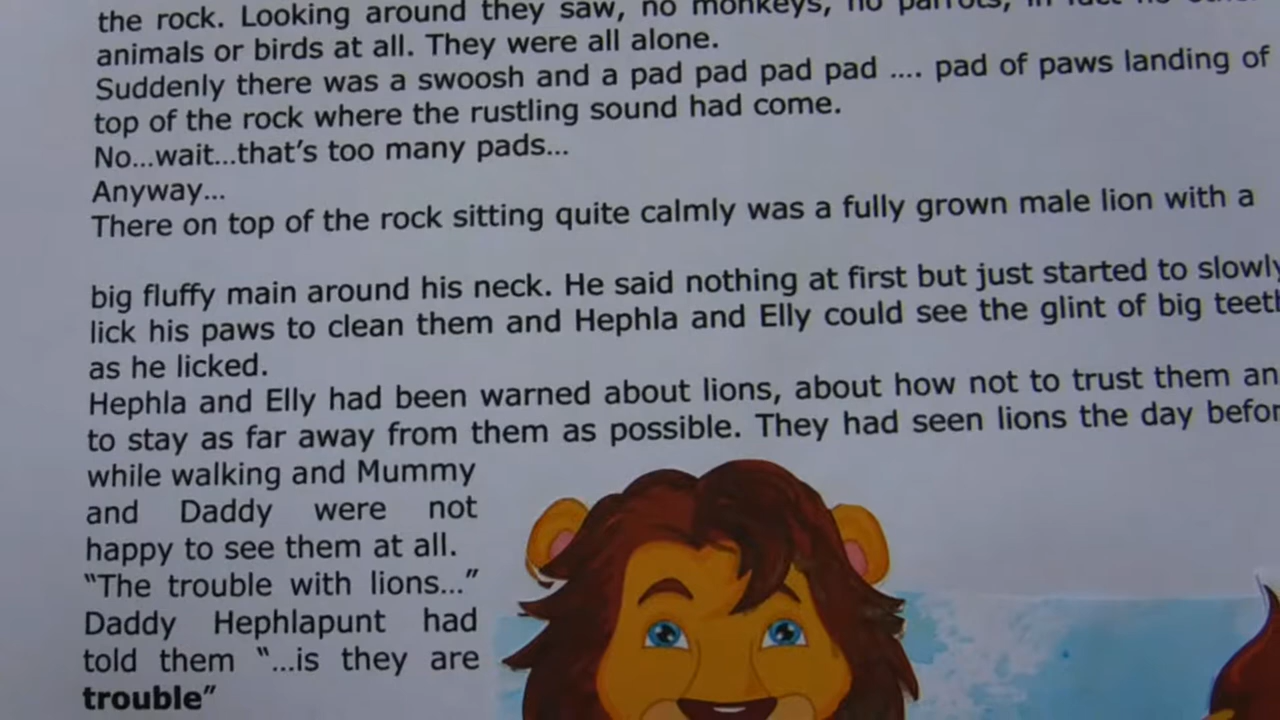 the rock. Looking around they saw, no monkeys, no parrots, in fact no other
animals or birds at all. They were all alone.
Suddenly there was a swoosh and a pad pad pad pad .... pad of paws landing of
top of the rock where the rustling sound had come.
No...wait...that's too many pads...
Anyway...
There on top of the rock sitting quite calmly was a fully grown male lion with a
big fluffy main around his neck. He said nothing at first but just started to slowly
lick his paws to clean them and Hephla and Elly could see the glint of big teeth
as he licked.
Hephla and Elly had been warned about lions, about how not to trust them an
to stay as far away from them as possible. They had seen lions the day befor
while walking and Mummy
and Daddy were not
happy to see them at all.
“The trouble with lions...”
Daddy Hephlapunt had
told them “...is they are
trouble”